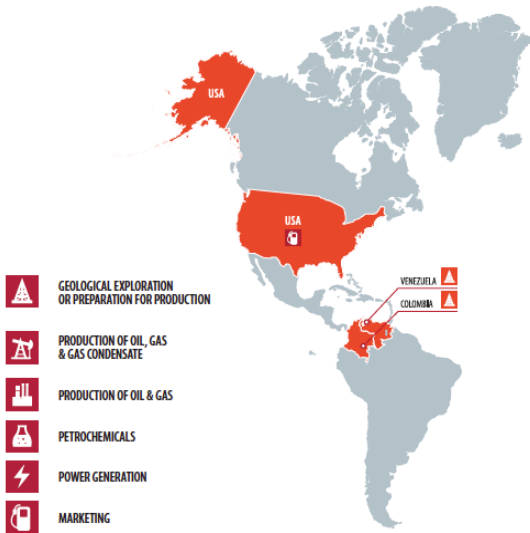 USA
USA
VENEZUELA
COLOMBIA
GEOLOGICAL EXPLORATION
OR PREPARATION FOR PRODUCTION
PRODUCTION OF OIL, GAS
& GAS CONDENSATE
PRODUCTION OF OIL & GAS
PETROCHEMICALS
POWER GENERATION
MARKETING